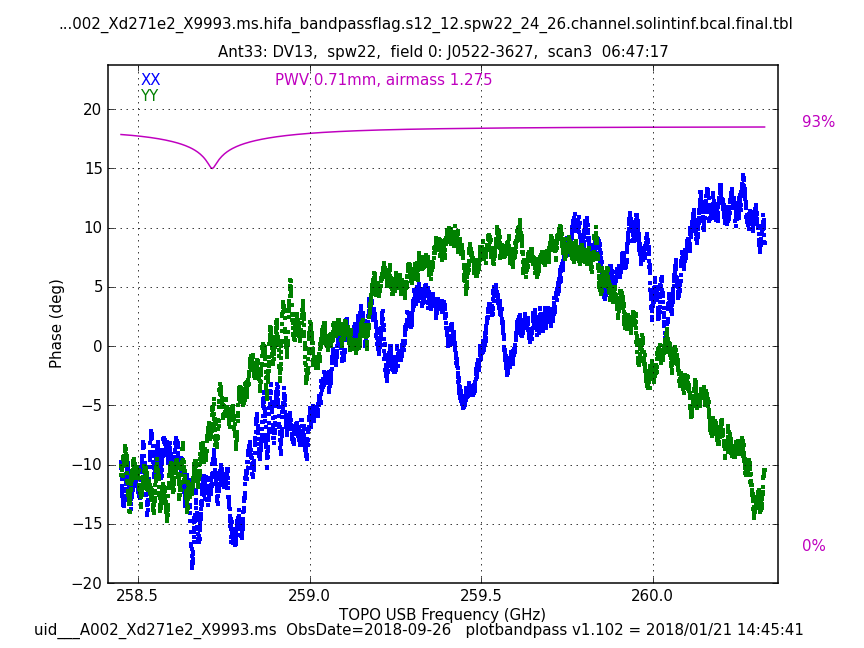 ...002_Xd271e2_X9993.ms.hifa_bandpassflag.s12_12.spw22_24_26.channel.solintinf.bcal.final.tbl
Ant33: DV13,  spw22,  field 0: J0522-3627,  scan3  06:47:17
XX
PWV 0.71mm, airmass 1.275
YY
93%
0%
20
15
10
5
0
−5
−10
−15
−20
Phase (deg)
258.5
259.0
259.5
260.0
TOPO USB Frequency (GHz)
uid___A002_Xd271e2_X9993.ms  ObsDate=2018-09-26   plotbandpass v1.102 = 2018/01/21 14:45:41